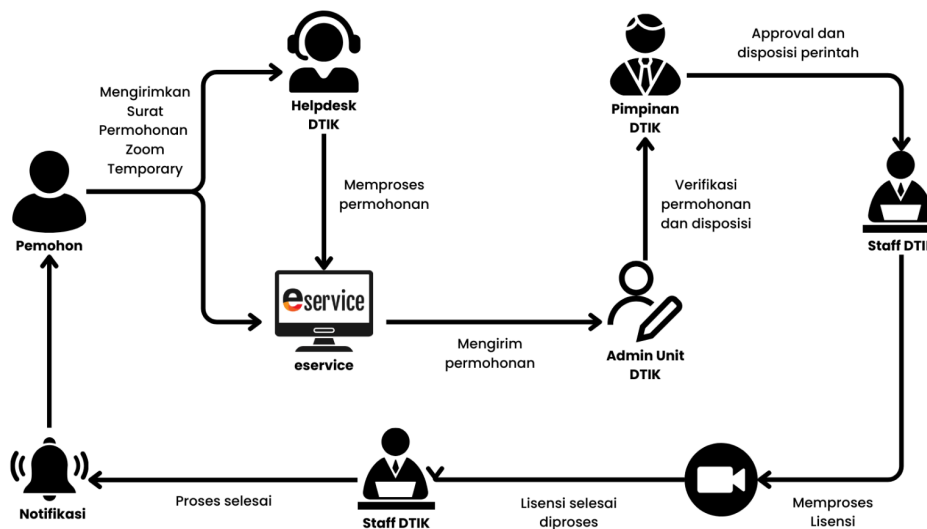 Mengirimkan
Surat
Permohonan
Zoom
Temporary
Helpdesk
DTIK
Pimpinan
DTIK
Approval dan
disposisi perintah
Memproses
permohonan
Verifikasi
permohonan
dan disposisi
Pemohon
Staff DTIK
eservice
eservice
Mengirim
permohonan
Admin Unit
DTIK
Notifikasi
Proses selesai
Staff DTIK
Lisensi selesai
diproses
Memproses
Lisensi